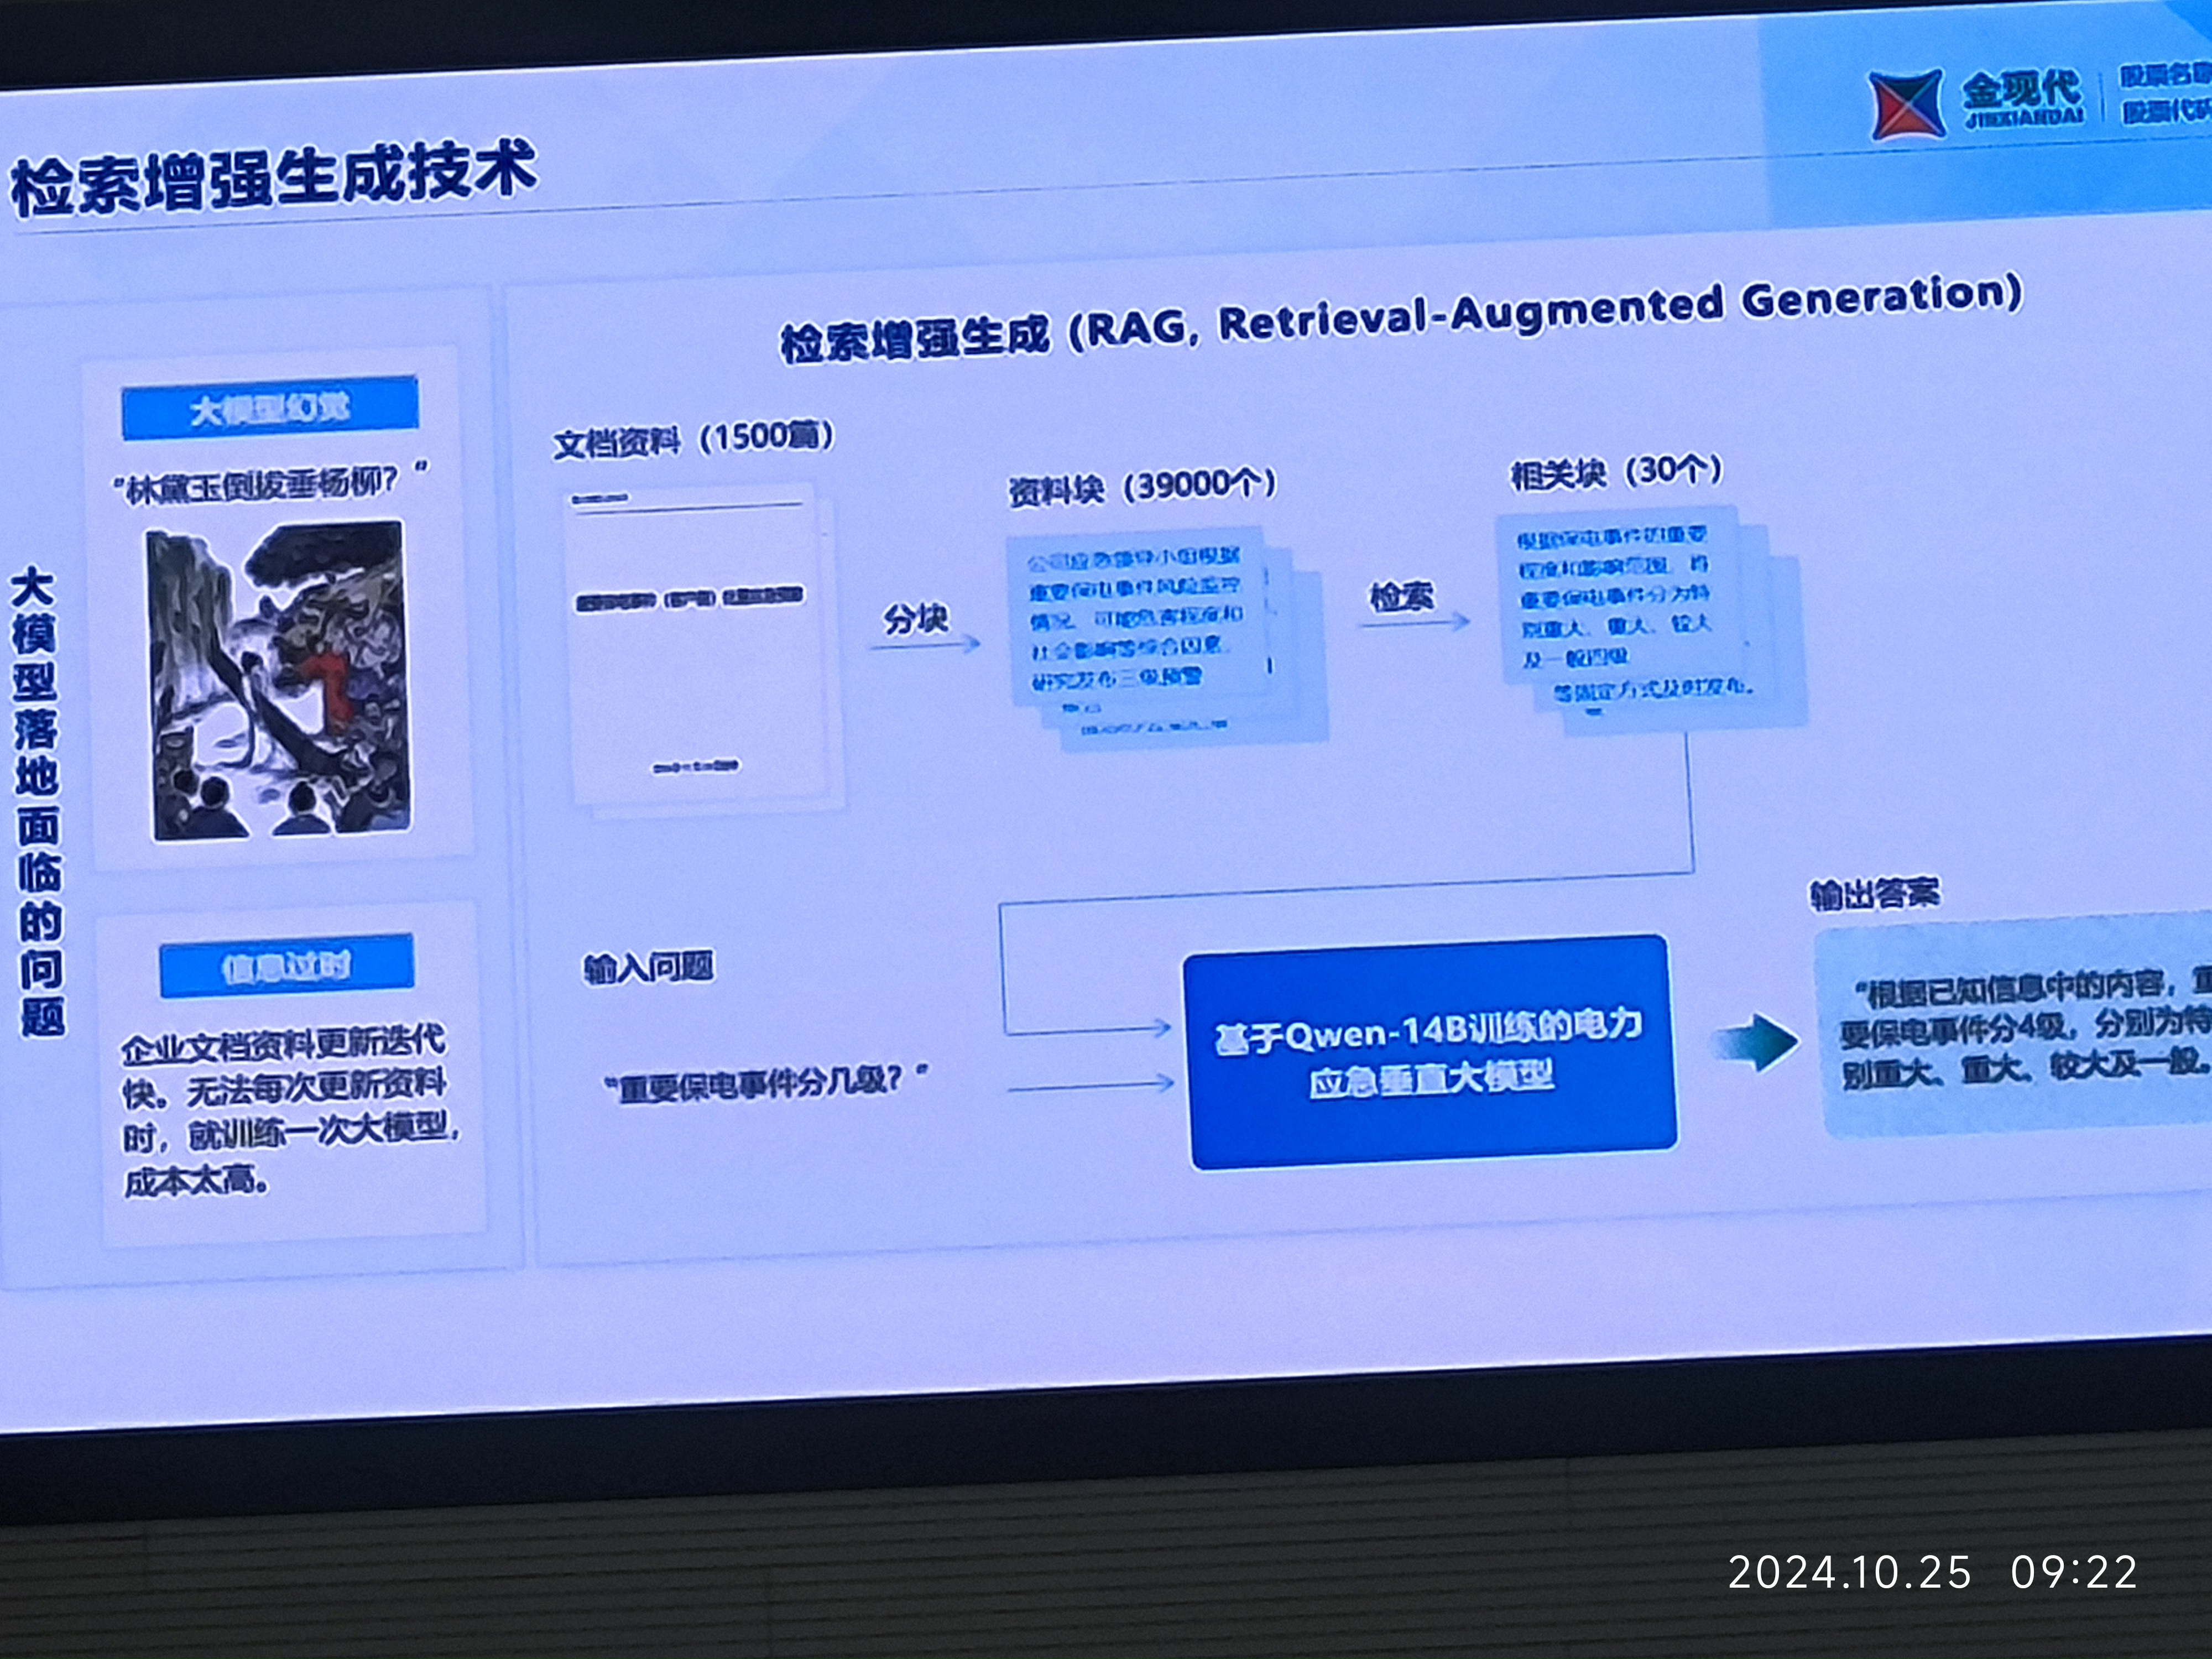 检索增强生成技术
金现代
JINXIANDAI
股票名
股票代码
大模型落地面临的问题
大模型幻觉
“林黛玉倒拔垂杨柳？”
信息过时
企业文档资料更新迭代
快。无法每次更新资料
时，就训练一次大模型，
成本太高。
检索增强生成 (RAG, Retrieval-Augmented Generation)
文档资料（1500篇）
分块
资料块（39000个）
公司应急领导小组根据
重要保电事件风险监控
情况、可能危害程度和
社会影响等综合因素，
研究发布三级预警
检索
相关块（30个）
根据保电事件的重要
程度和影响范围，将
重要保电事件分为特
别重大、重大、较大
及一般四级
等固定方式及时发布。
输入问题
“重要保电事件分几级？”
基于Qwen-14B训练的电力
应急垂直大模型
输出答案
“根据已知信息中的内容，重
要保电事件分4级，分别为特
别重大、重大、较大及一般。
2024.10.25 09:22